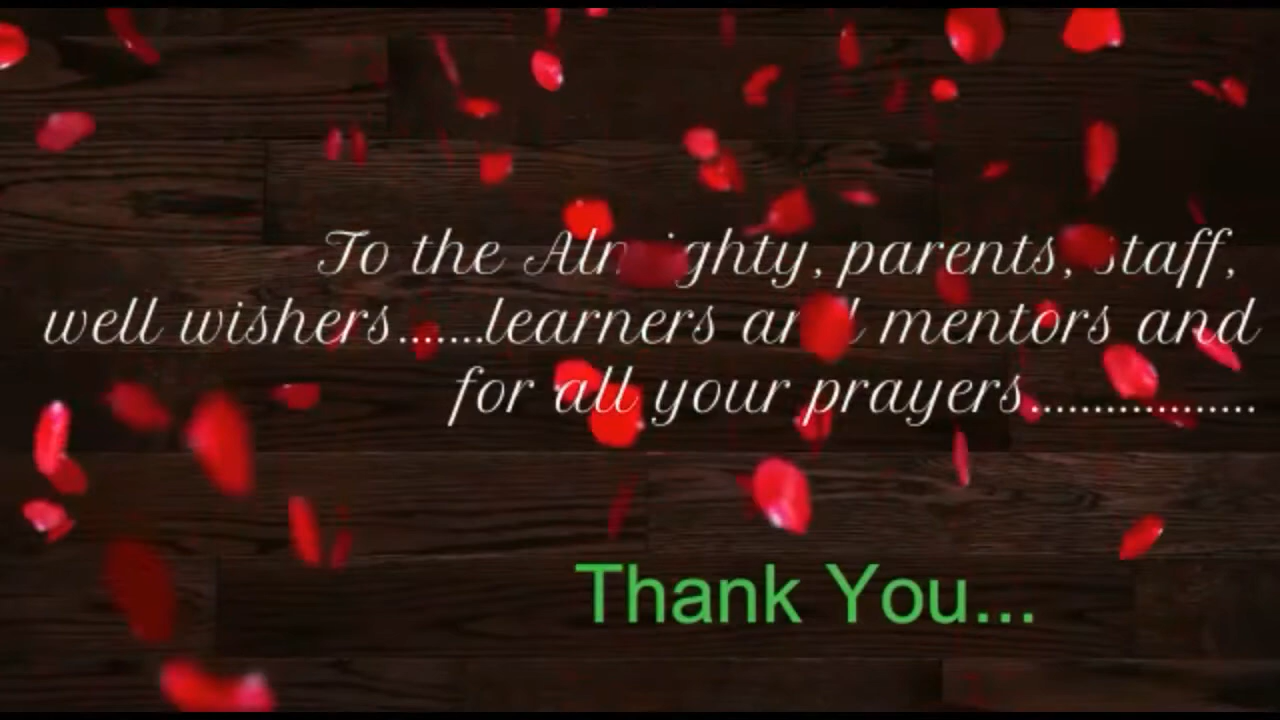 To the Almighty, parents, staff,
well wishers.......learners and mentors and
for all your prayers..................
Thank You...